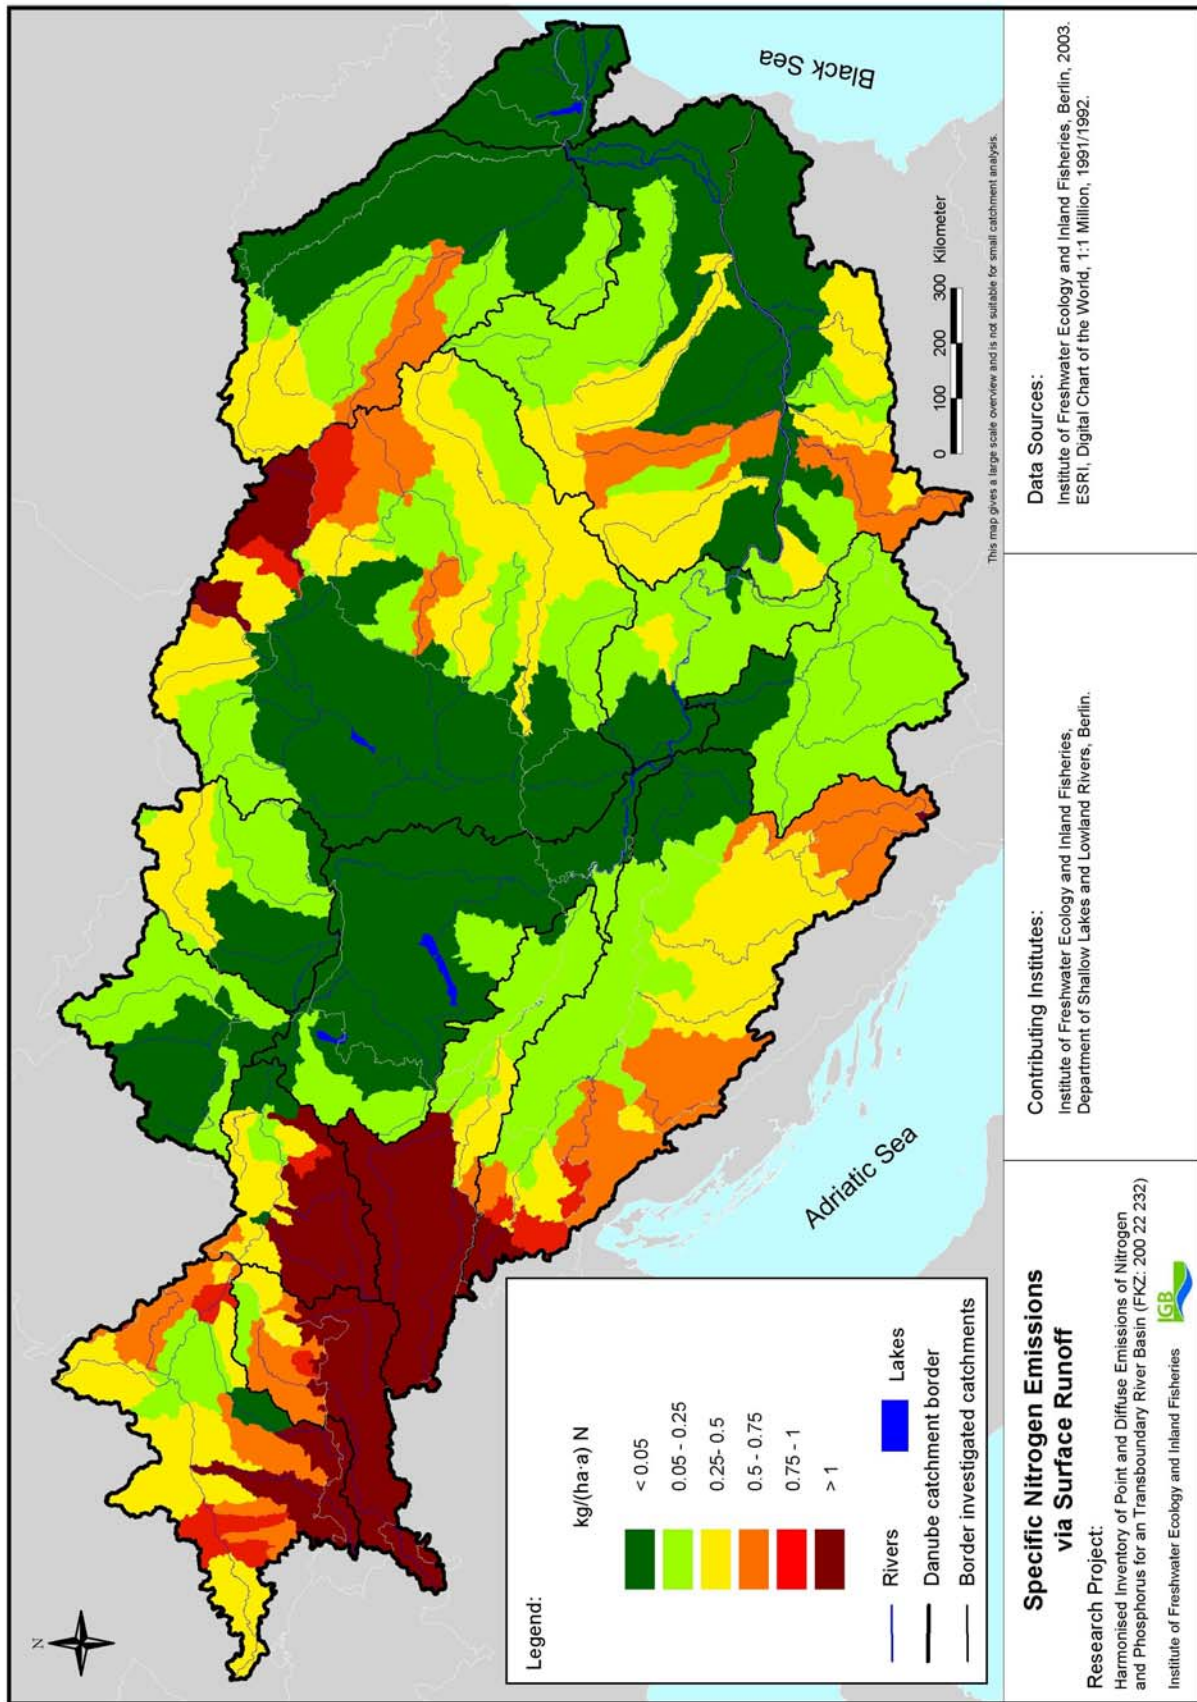 N
Black Sea
Adriatic Sea
0 100 200 300 Kilometer
This map gives a large scale overview and is not suitable for small catchment analysis.
Legend:
kg/(ha·a) N
< 0.05
0.05 - 0.25
0.25- 0.5
0.5 - 0.75
0.75 - 1
> 1
Rivers
Lakes
Danube catchment border
Border investigated catchments
Specific Nitrogen Emissions
via Surface Runoff
Research Project:
Harmonised Inventory of Point and Diffuse Emissions of Nitrogen
and Phosphorus for an Transboundary River Basin (FKZ: 200 22 232)
Institute of Freshwater Ecology and Inland Fisheries
IGB
Contributing Institutes:
Institute of Freshwater Ecology and Inland Fisheries,
Department of Shallow Lakes and Lowland Rivers, Berlin.
Data Sources:
Institute of Freshwater Ecology and Inland Fisheries, Berlin, 2003.
ESRI, Digital Chart of the World, 1:1 Million, 1991/1992.